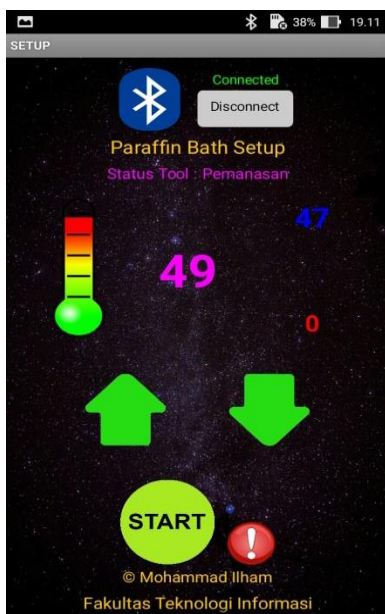 38% 19.11
SETUP
Connected
Disconnect
Paraffin Bath Setup
Status Tool : Pemanasan
47
49
0
START
© Mohammad Ilham
Fakultas Teknologi Informasi